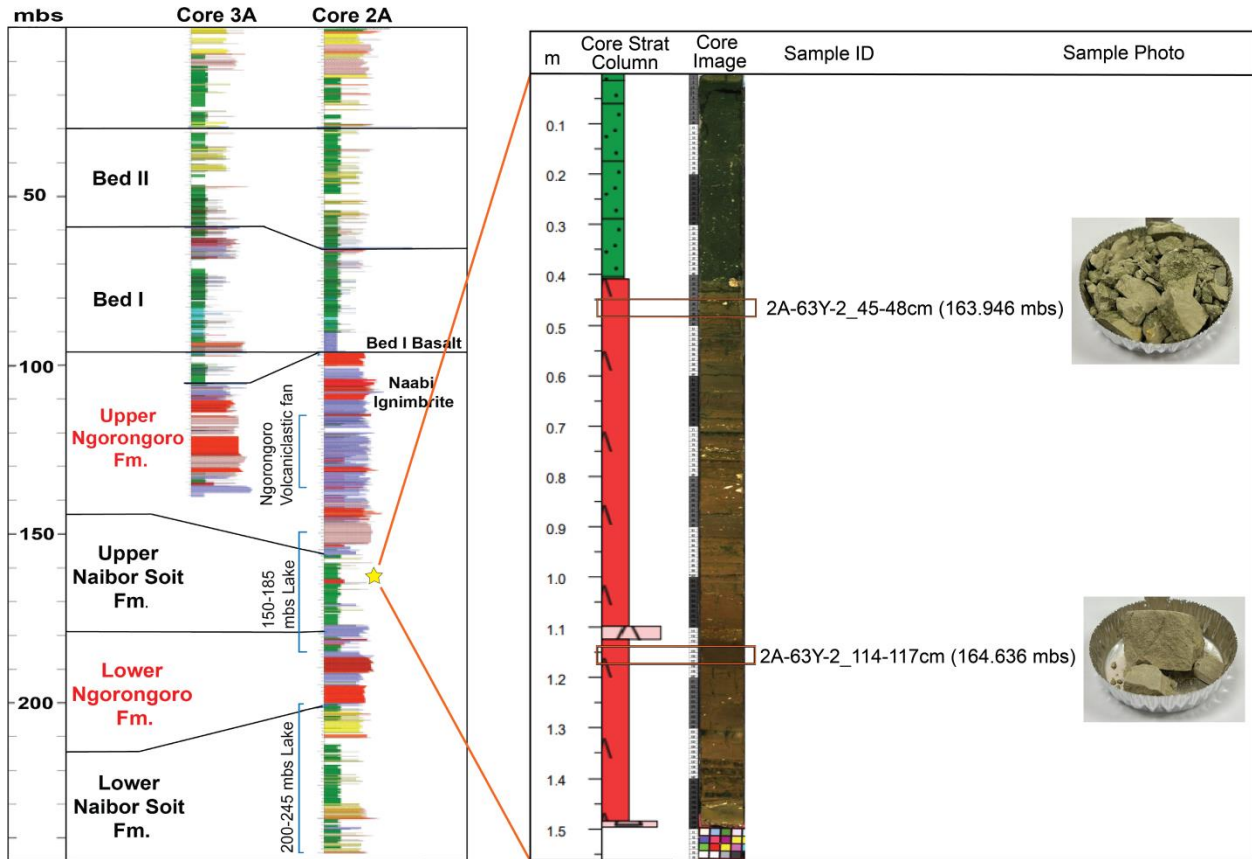 mbs
Core 3A
Core 2A
50
100
150
200
Bed II
Bed I
Bed I Basalt
Upper
Ngorongoro
Fm.
Naabi
Ignimbrite
Ngorongoro
Volcaniclastic fan
Upper
Naibor Soit
Fm.
150-185
mbs Lake
Lower
Ngorongoro
Fm.
Lower
Naibor Soit
Fm.
200-245 mbs Lake
m
Core Strat
Column
Core
Image
Sample ID
Sample Photo
0.1
0.2
0.3
0.4
0.5
0.6
0.7
0.8
0.9
1.0
1.1
1.2
1.3
1.4
1.5
2A-63Y-2_45-48cm (163.946 mbs)
2A-63Y-2_114-117cm (164.636 mbs)